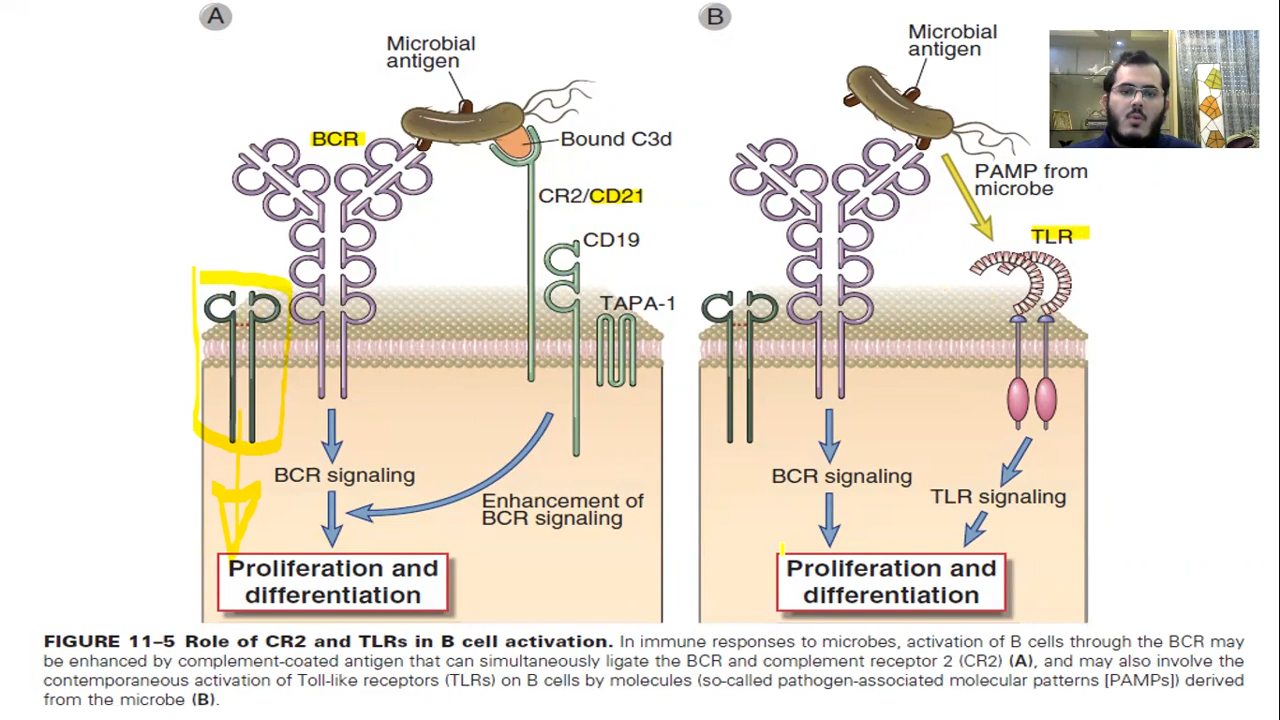 A
Microbial
antigen
BCR
Bound C3d
CR2/CD21
CD19
TAPA-1
BCR signaling
Enhancement of
BCR signaling
Proliferation and
differentiation
B
Microbial
antigen
PAMP from
microbe
TLR
BCR signaling
TLR signaling
Proliferation and
differentiation
FIGURE 11–5 Role of CR2 and TLRs in B cell activation. In immune responses to microbes, activation of B cells through the BCR may
be enhanced by complement-coated antigen that can simultaneously ligate the BCR and complement receptor 2 (CR2) (A), and may also involve the
contemporaneous activation of Toll-like receptors (TLRs) on B cells by molecules (so-called pathogen-associated molecular patterns [PAMPs]) derived
from the microbe (B).